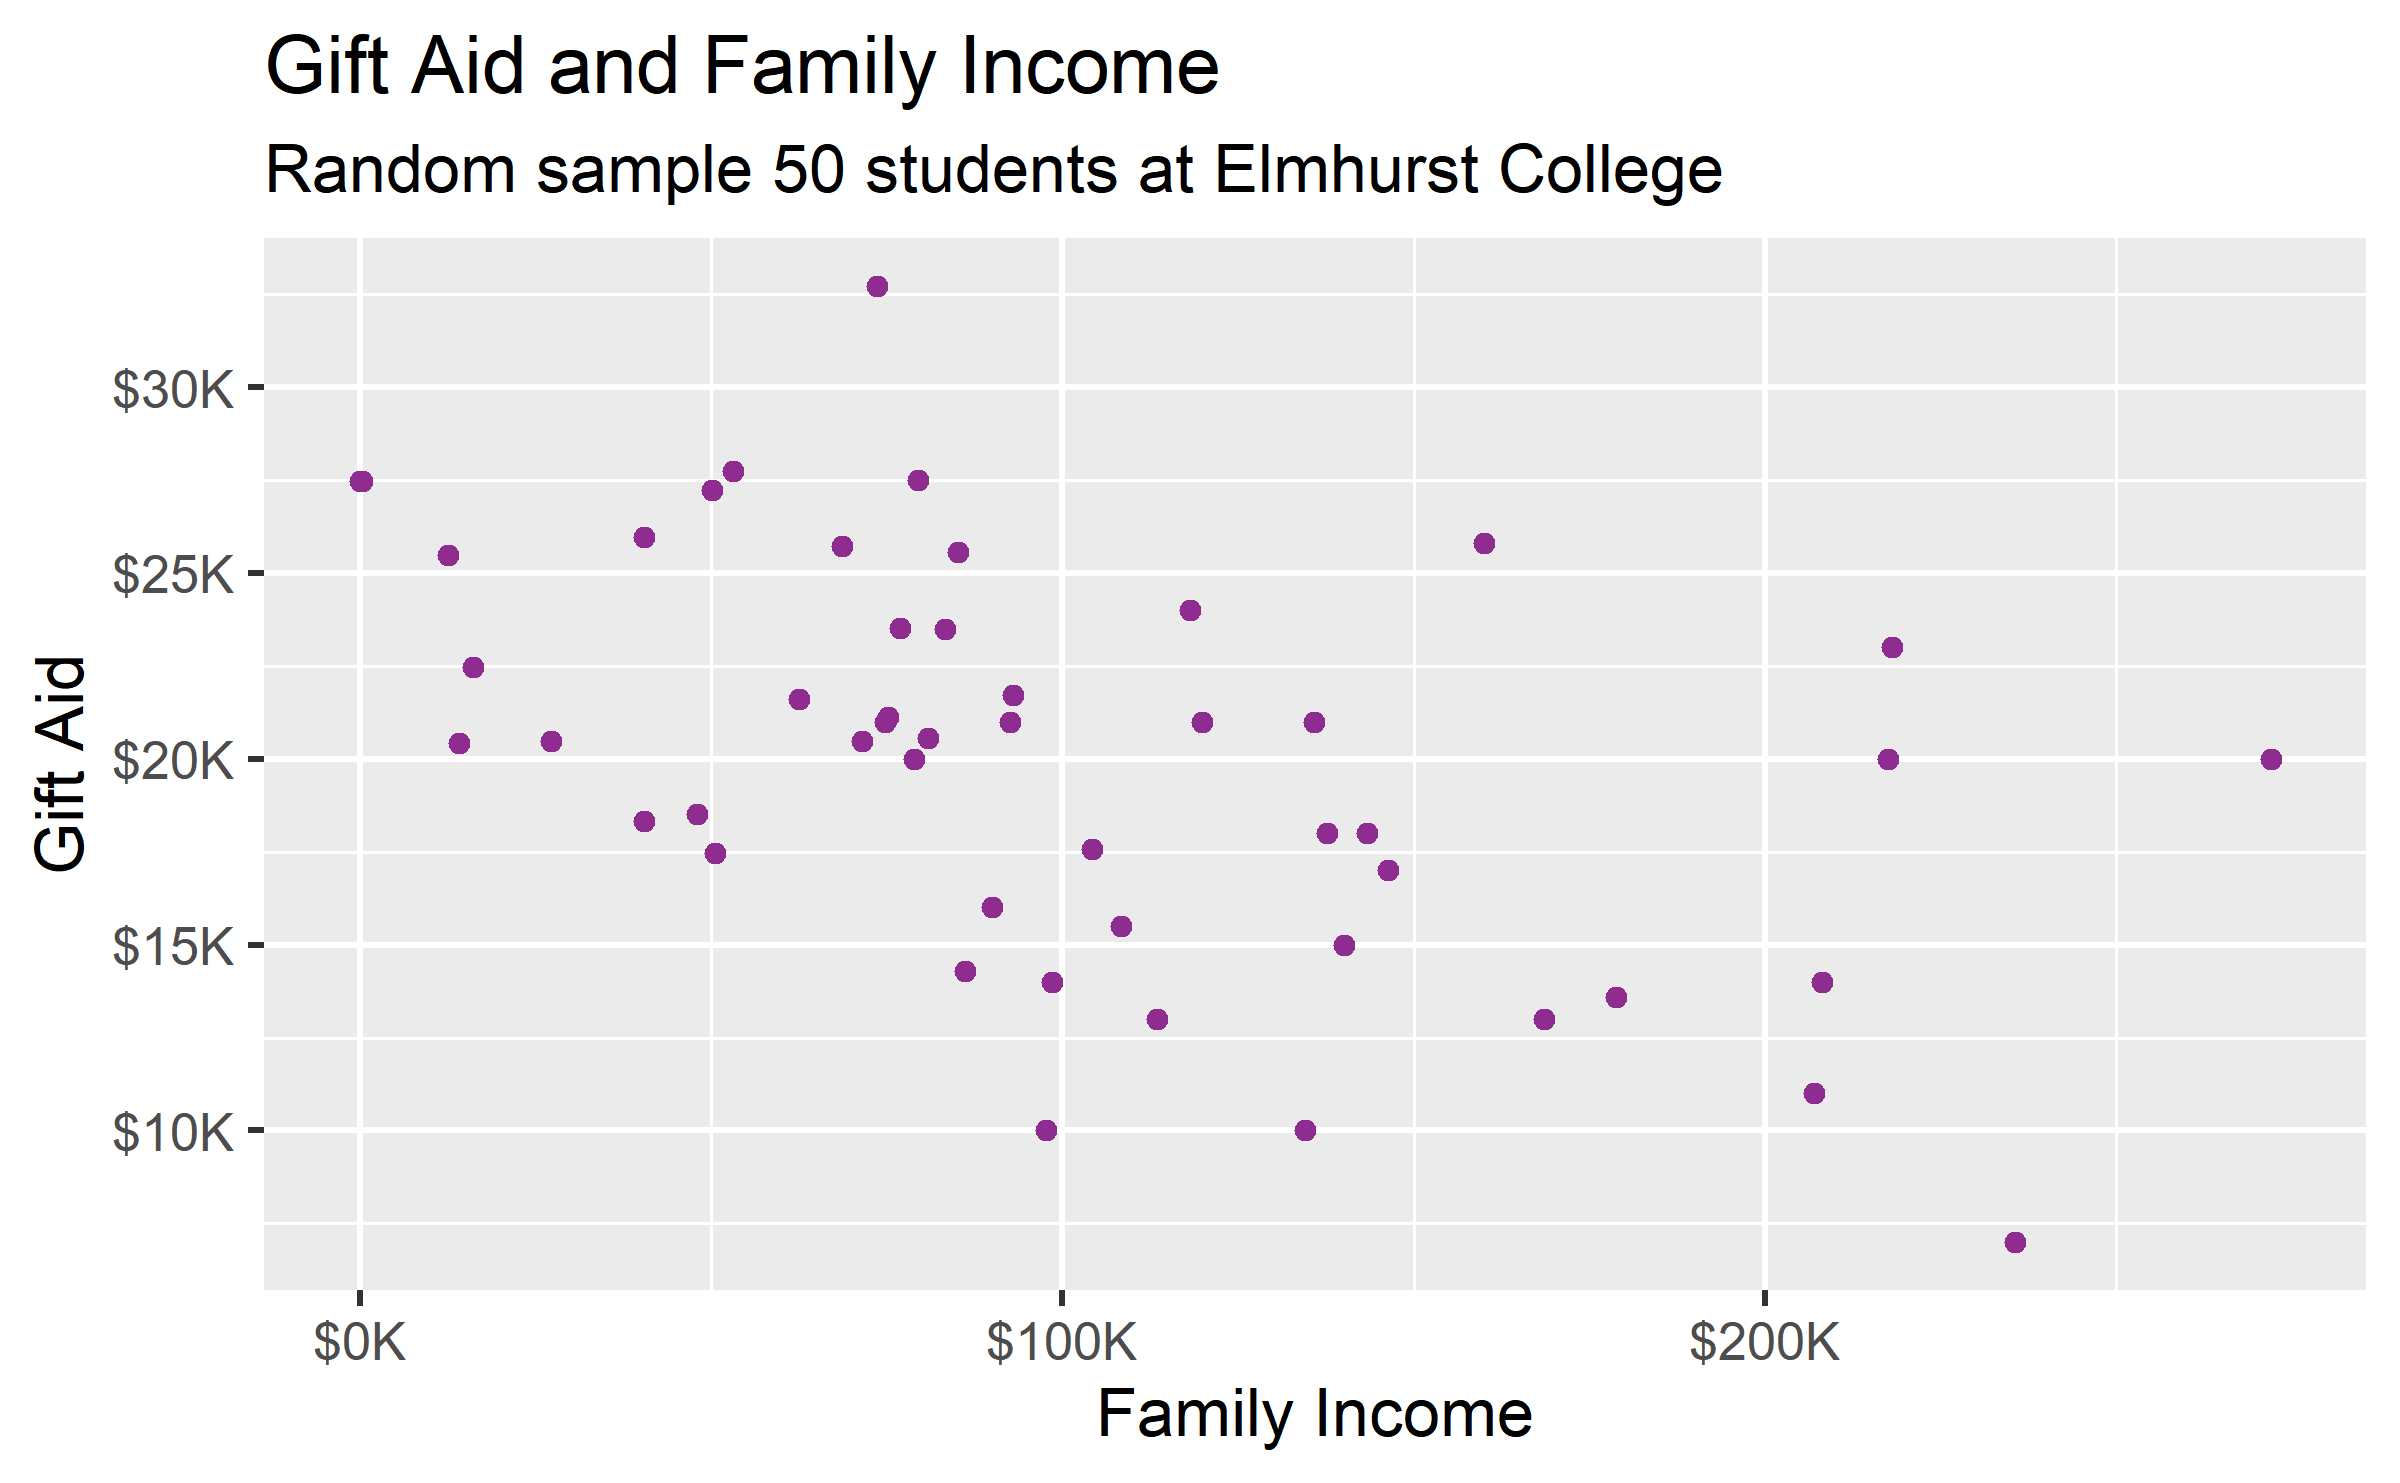 Gift Aid and Family Income
Random sample 50 students at Elmhurst College
Gift Aid
$30K
$25K
$20K
$15K
$10K
$0K $100K $200K
Family Income